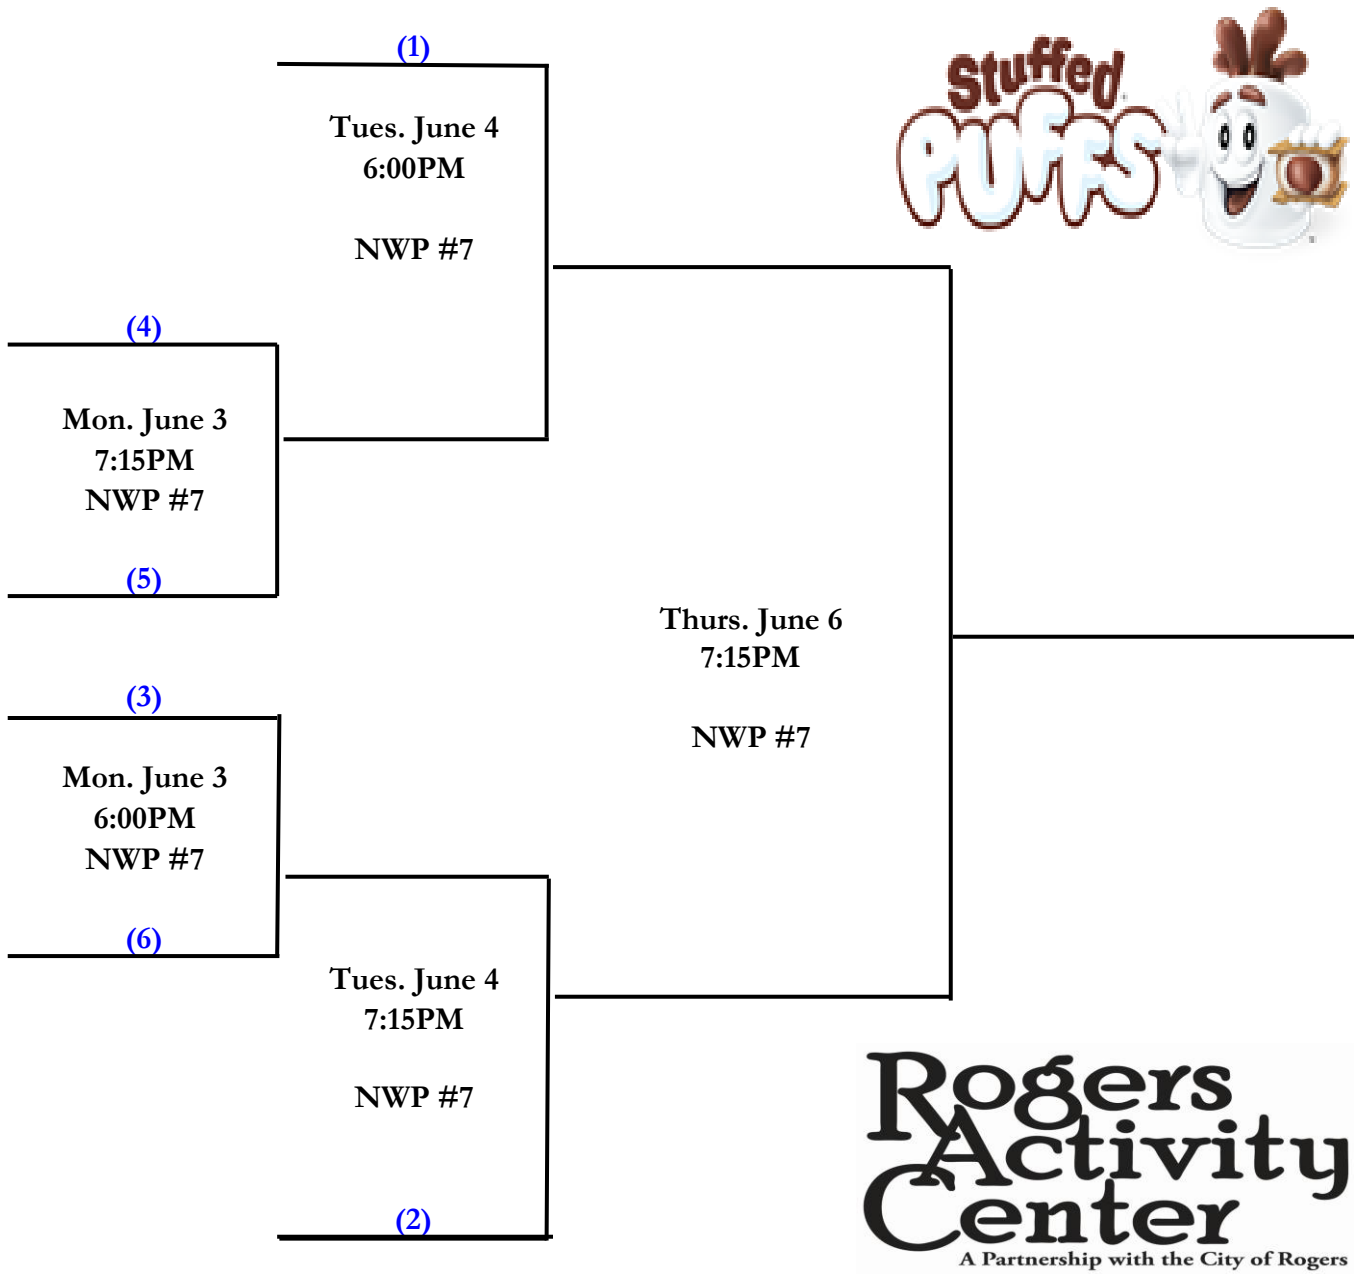 (1)
Tues. June 4
6:00PM
NWP #7
Stuffed
PUFFS
(4)
Mon. June 3
7:15PM
NWP #7
(5)
Thurs. June 6
7:15PM
NWP #7
(3)
Mon. June 3
6:00PM
NWP #7
(6)
Tues. June 4
7:15PM
NWP #7
(2)
Rogers
Activity
Center
A Partnership with the City of Rogers